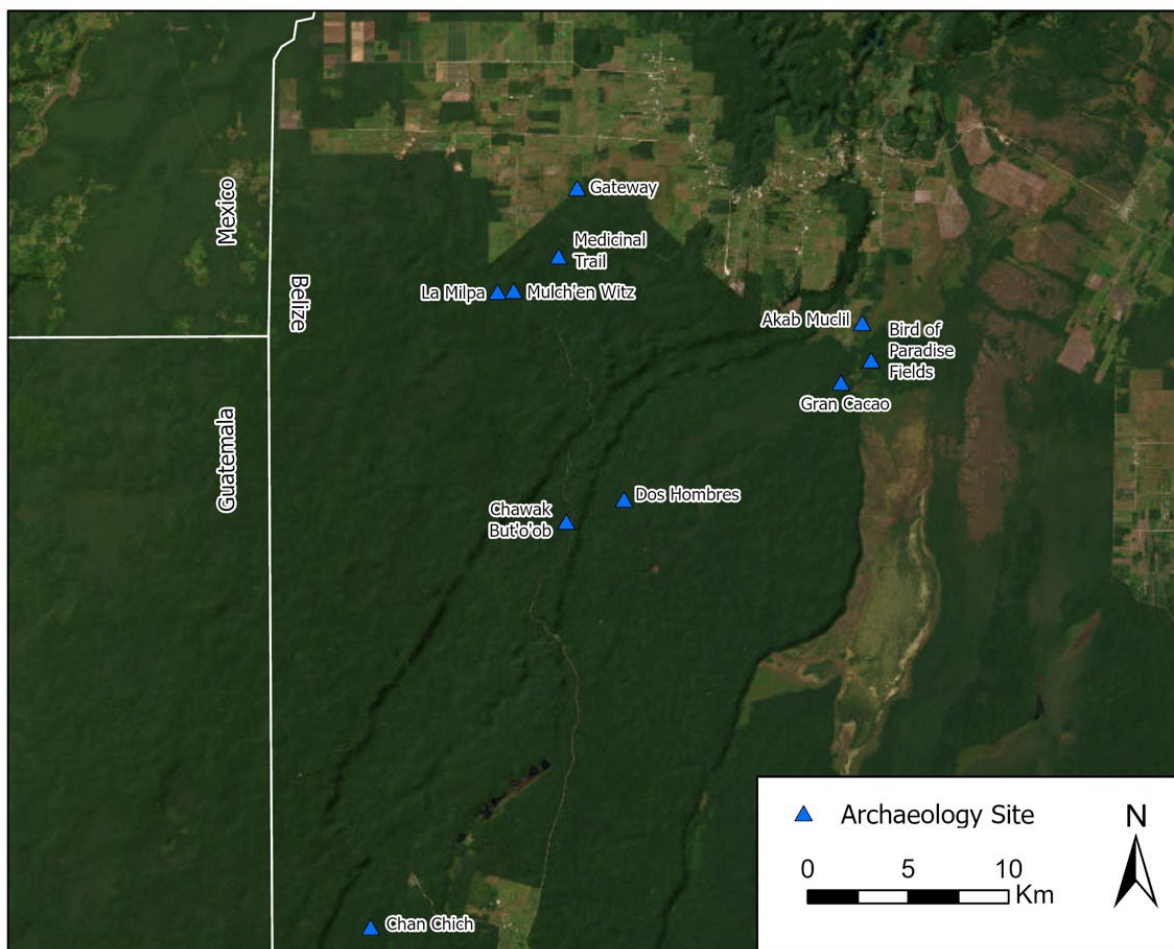 Gateway
Mexico
Medicinal
Trail
Belize
La Milpa
Mulch'en Witz
Akab Muclil
Bird of
Paradise
Fields
Gran Cacao
Guatemala
Dos Hombres
Chawak
But'o'ob
Archaeology Site
N
0 5 10
Km
Chan Chich